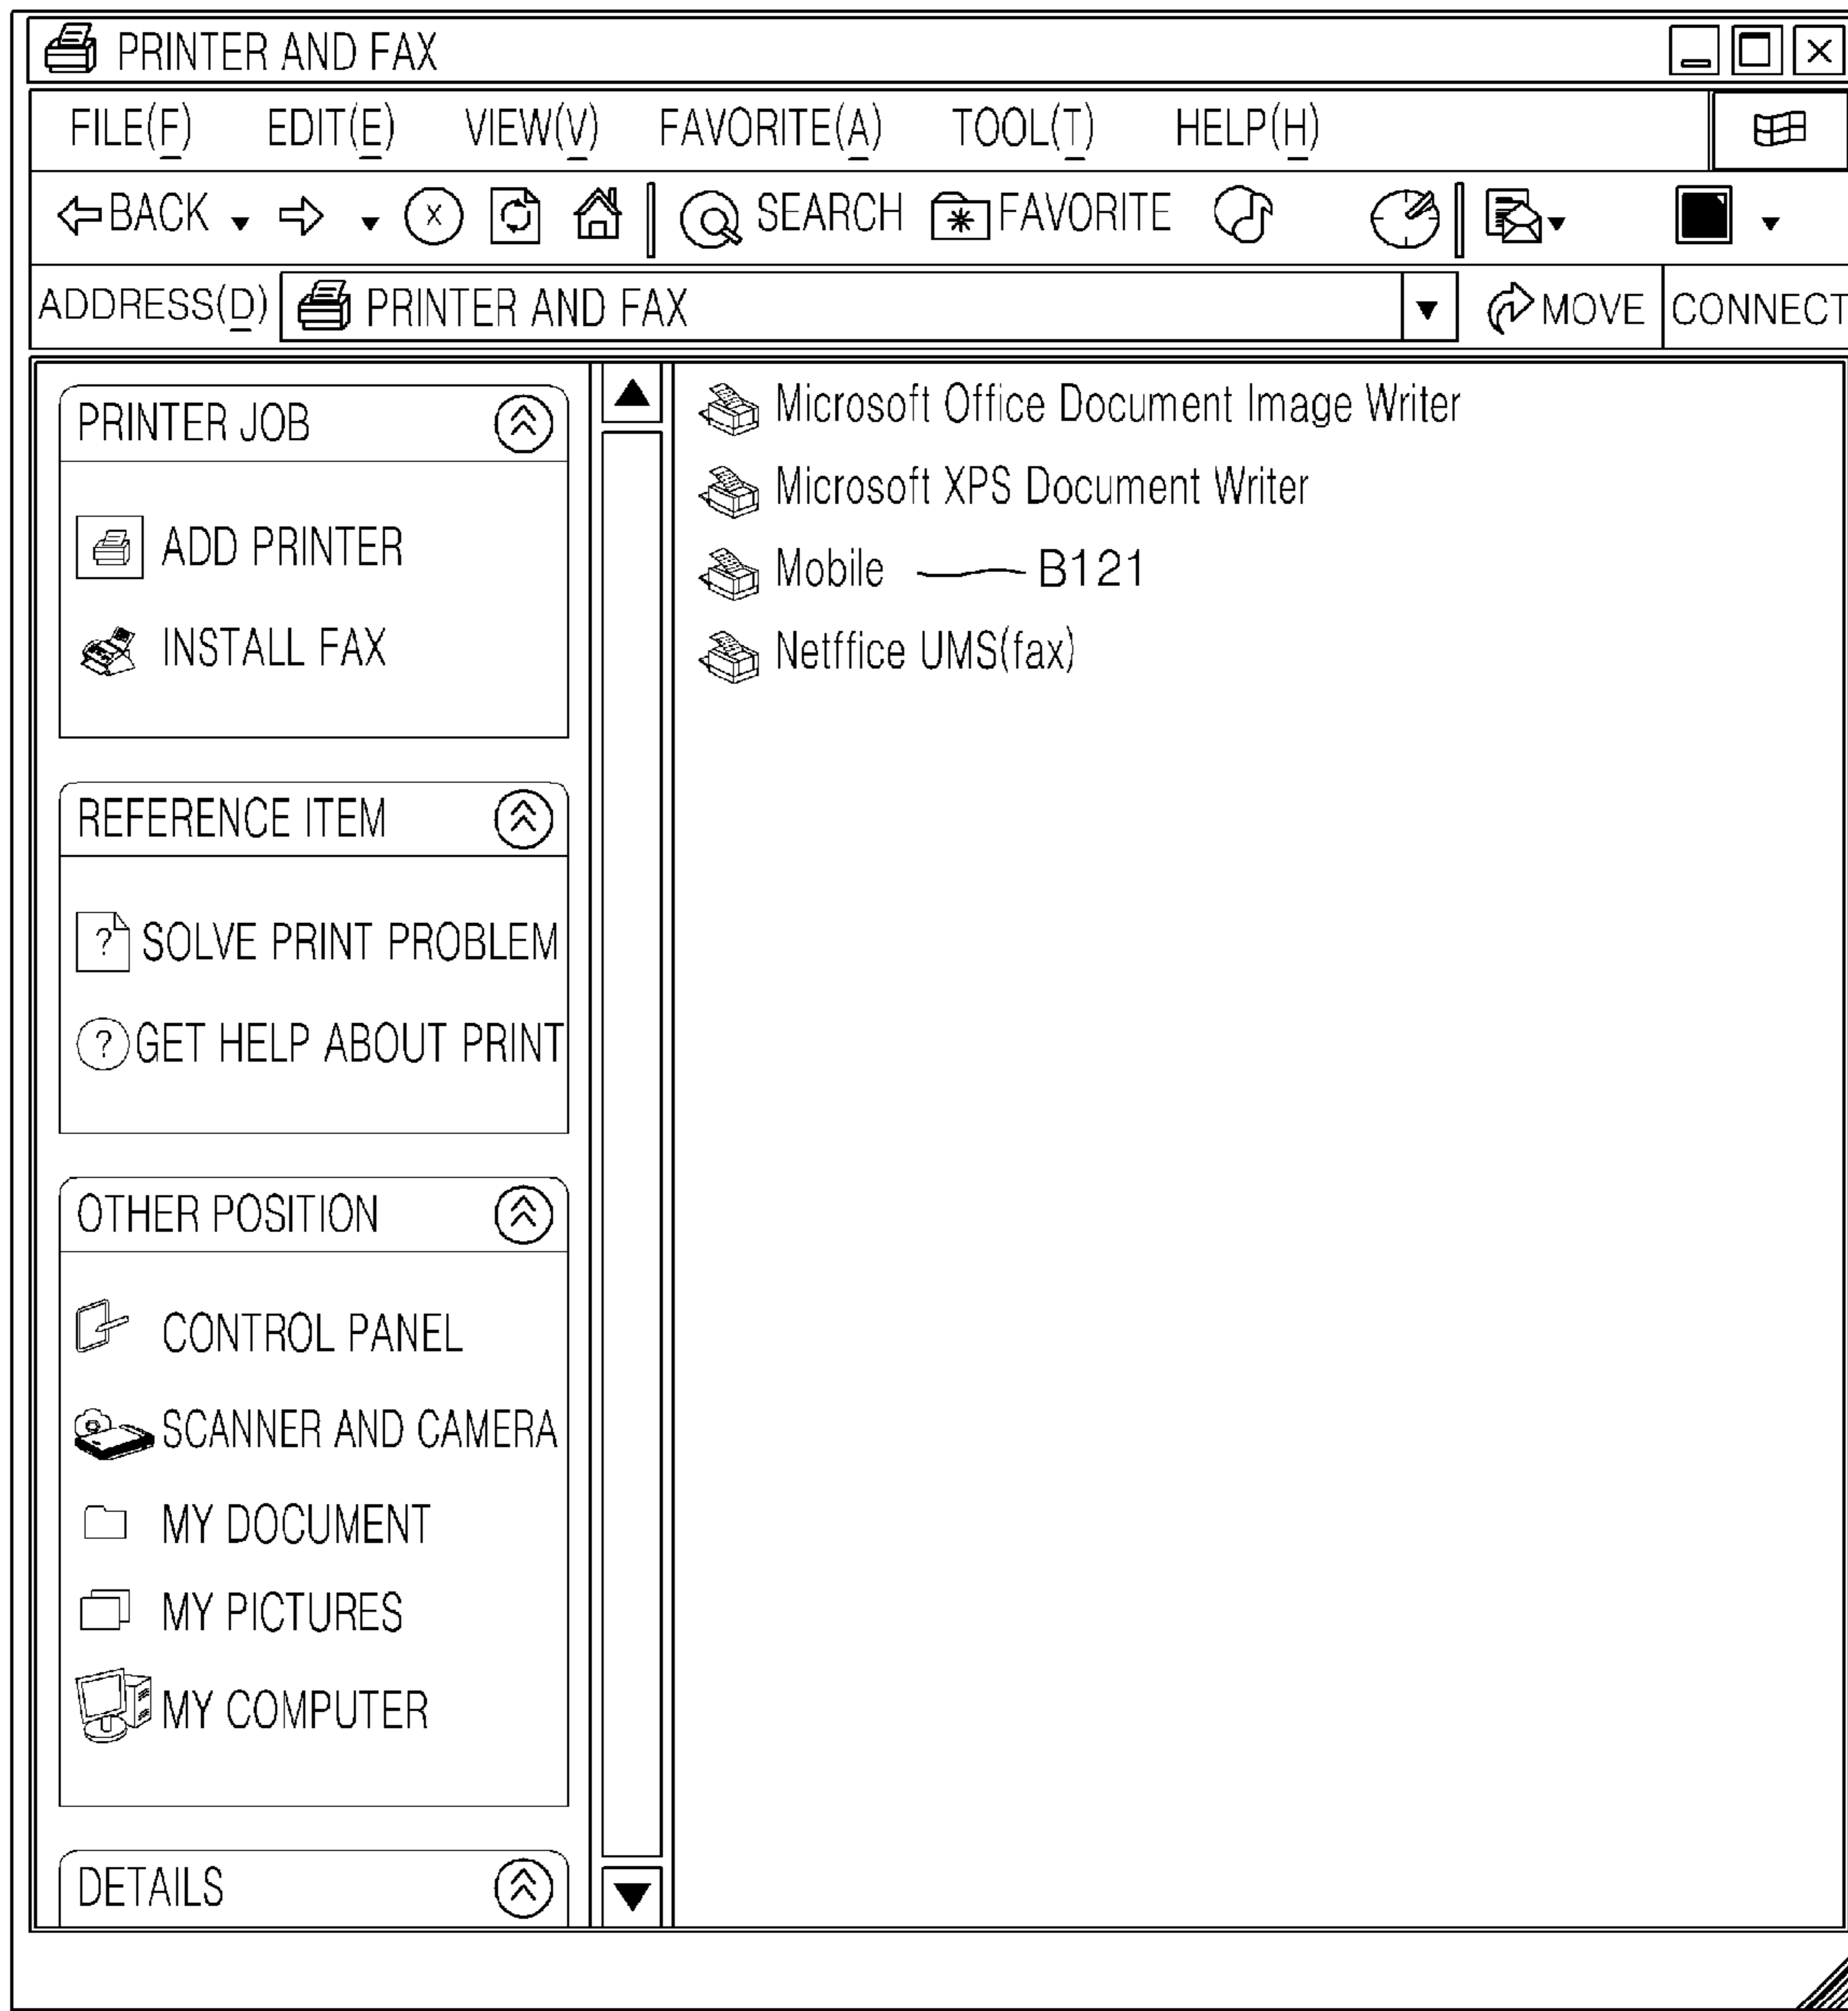 PRINTER AND FAX
FILE(F) EDIT(E) VIEW(V) FAVORITE(A) TOOL(T) HELP(H)
BACK SEARCH FAVORITE
ADDRESS(D) PRINTER AND FAX MOVE CONNECT
PRINTER JOB
ADD PRINTER
INSTALL FAX
REFERENCE ITEM
SOLVE PRINT PROBLEM
GET HELP ABOUT PRINT
OTHER POSITION
CONTROL PANEL
SCANNER AND CAMERA
MY DOCUMENT
MY PICTURES
MY COMPUTER
DETAILS
Microsoft Office Document Image Writer
Microsoft XPS Document Writer
Mobile B121
Netffice UMS(fax)